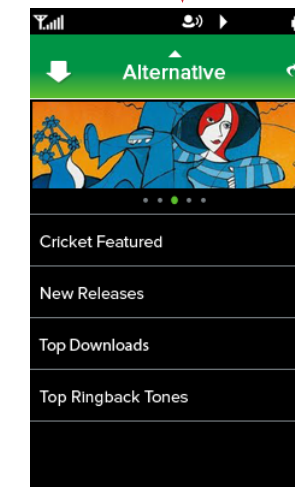 Alternative
Cricket Featured
New Releases
Top Downloads
Top Ringback Tones